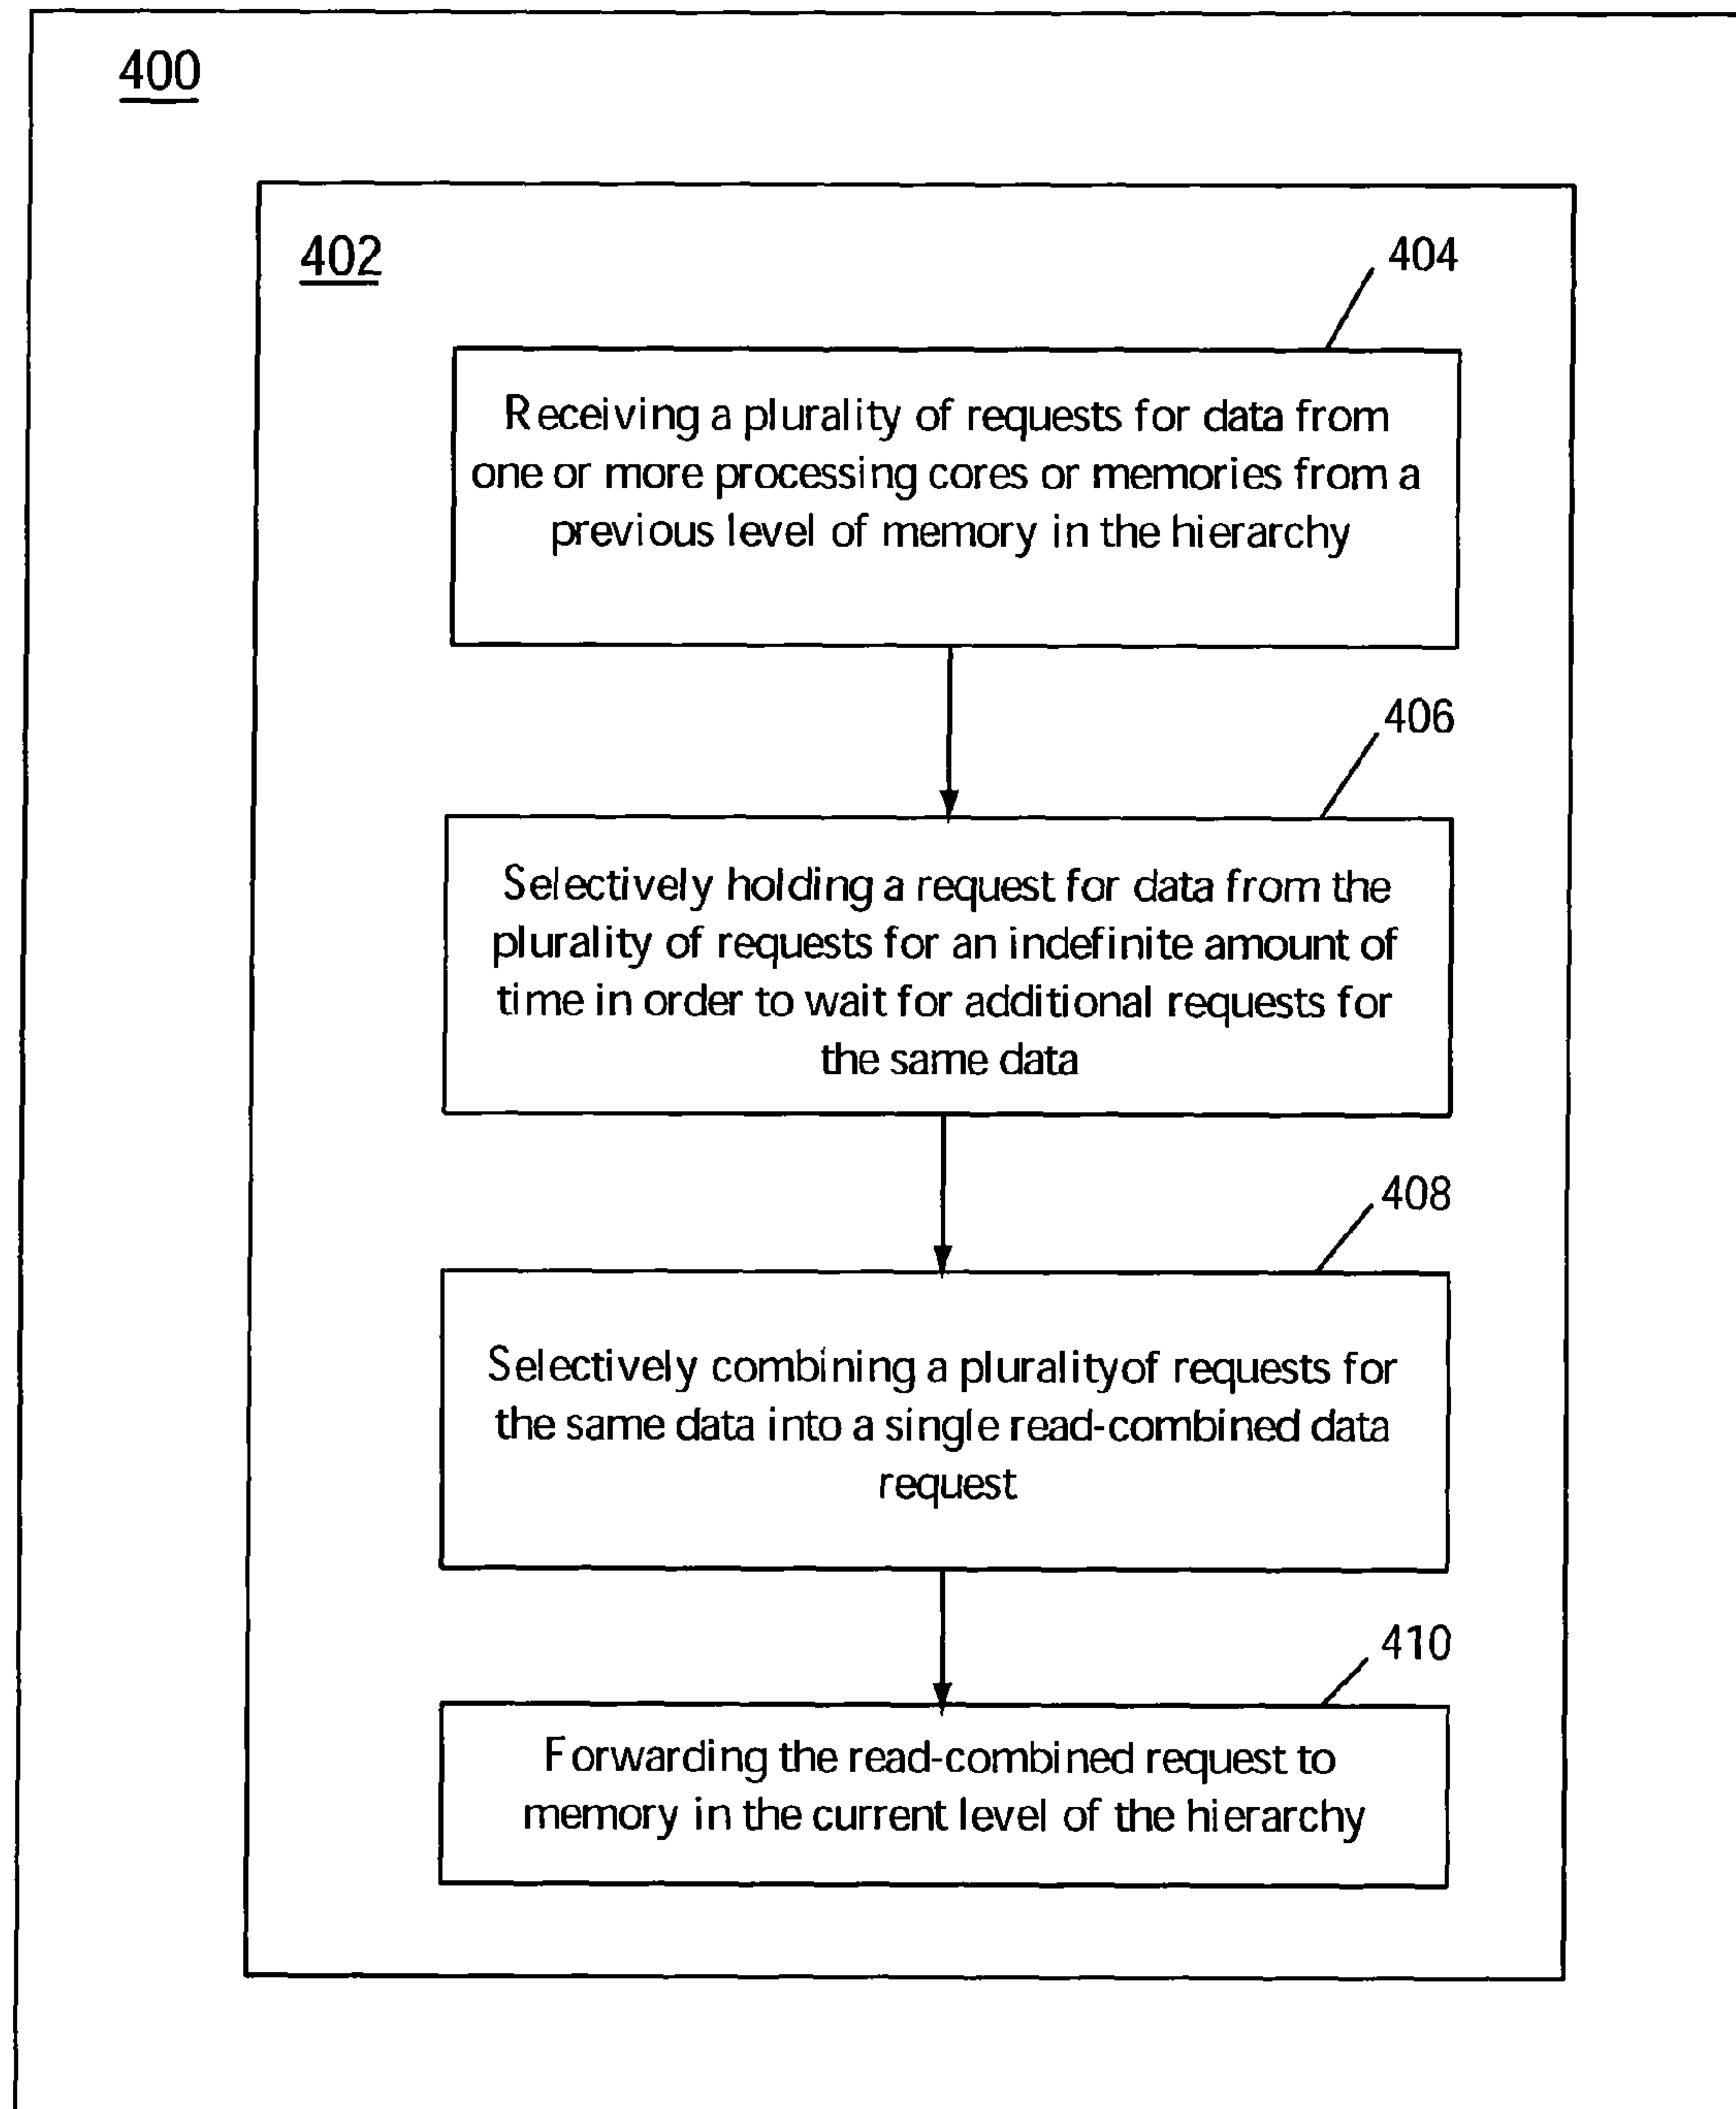 400
402
404
Receiving a plurality of requests for data from
one or more processing cores or memories from a
previous level of memory in the hierarchy
406
Selectively holding a request for data from the
plurality of requests for an indefinite amount of
time in order to wait for additional requests for
the same data
408
Selectively combining a pluralityof requests for
the same data into a single read-combined data
request
410
Forwarding the read-combined request to
memory in the current level of the hierarchy